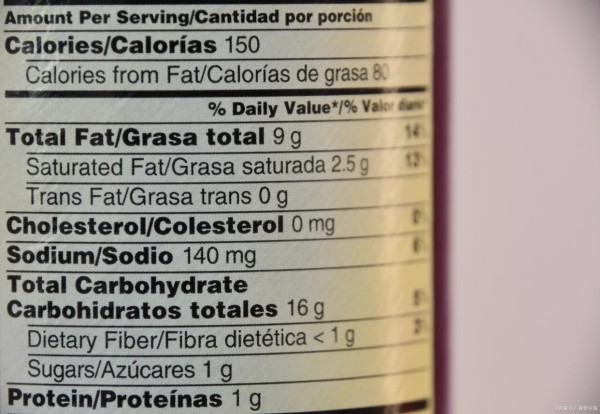 Amount Per Serving/Cantidad por porción
Calories/Calorías 150
Calories from Fat/Calorías de grasa 80
% Daily Value*/% Valor diario
Total Fat/Grasa total 9 g 14%
Saturated Fat/Grasa saturada 2.5 g
Trans Fat/Grasa trans 0 g
Cholesterol/Colesterol 0 mg
Sodium/Sodio 140 mg
Total Carbohydrate
Carbohidratos totales 16 g
Dietary Fiber/Fibra dietética < 1 g
Sugars/Azúcares 1 g
Protein/Proteínas 1 g